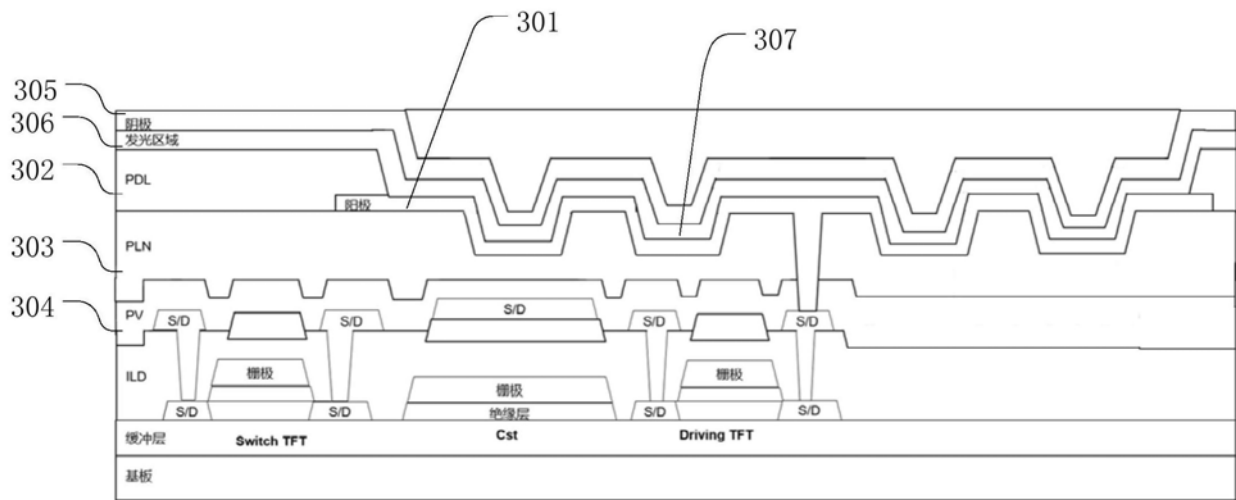 301
307
305
阴极
306
发光区域
302
PDL
阳极
PLN
303
S/D
304
PV
S/D
S/D
S/D
S/D
ILD
栅极
栅极
栅极
S/D
S/D
绝缘层
S/D
S/D
缓冲层
Switch TFT
Cst
Driving TFT
基板